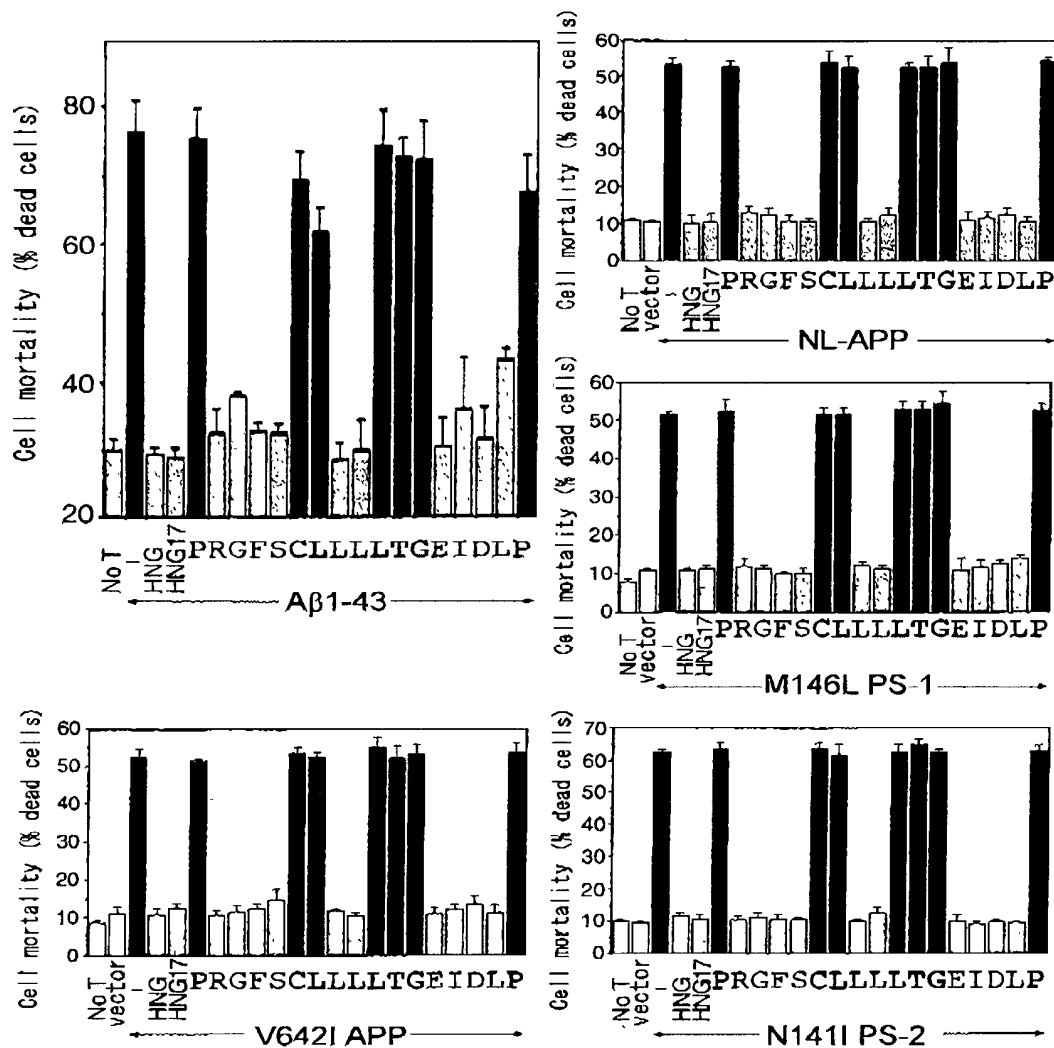 Cell mortality (% dead cells)
80
60
40
20
No T
–
HNG
HNG17
PRGFSCLLLLTGEIDLP
Aβ1-43
Cell mortality (% dead cells)
60
50
40
30
20
10
0
No T
vector
~
HNG
HNG17
PRGFSCLLLLTGEIDLP
NL-APP
Cell mortality (% dead cells)
60
50
30
20
10
0
No T
vector
–
HNG
HNG17
PRGFSCLLLLTGEIDLP
M146L PS-1
Cell mortality (% dead cells)
60
50
40
30
20
10
0
No T
vector
–
HNG
HNG17
PRGFSCLLLLTGEIDLP
V642I APP
Cell mortality (% dead cells)
70
60
50
40
30
20
10
0
No T
vector
–
HNG
HNG17
PRGFSCLLLLTGEIDLP
N141I PS-2